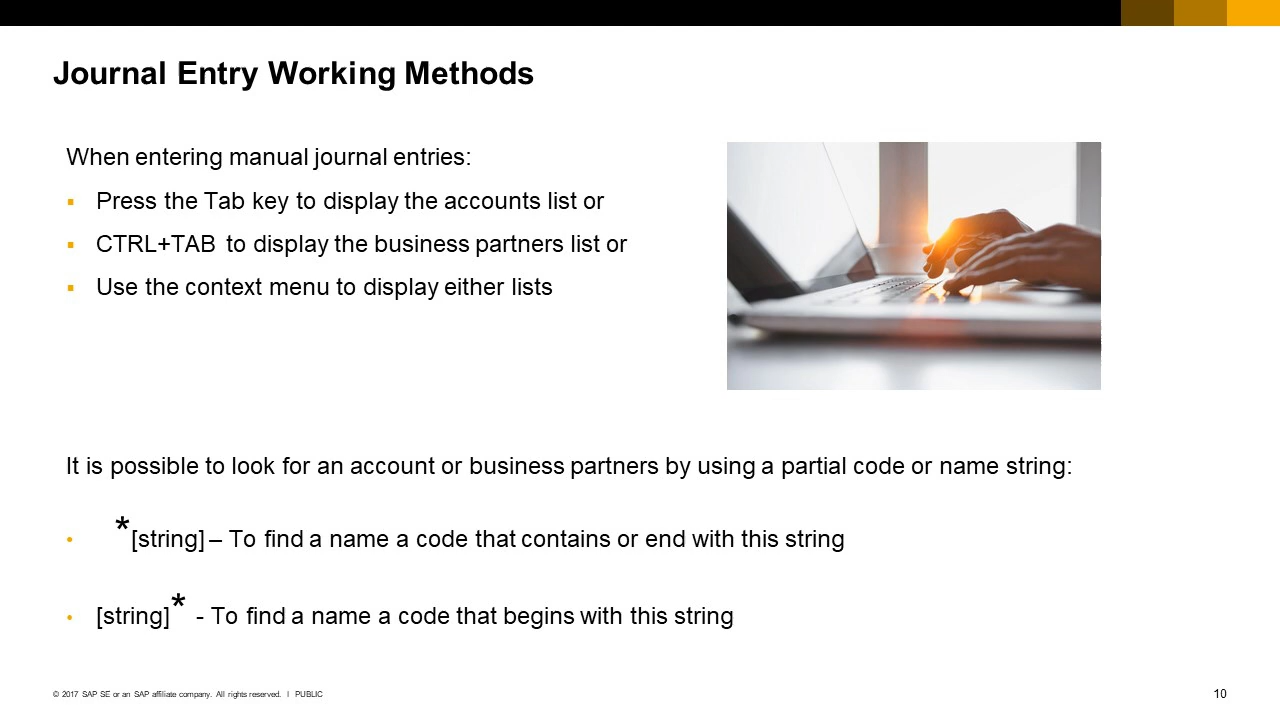 Journal Entry Working Methods
When entering manual journal entries:
▪ Press the Tab key to display the accounts list or
▪ CTRL+TAB to display the business partners list or
▪ Use the context menu to display either lists
It is possible to look for an account or business partners by using a partial code or name string:
• *[string] – To find a name a code that contains or end with this string
• [string]* - To find a name a code that begins with this string
© 2017 SAP SE or an SAP affiliate company. All rights reserved. ǀ PUBLIC
10